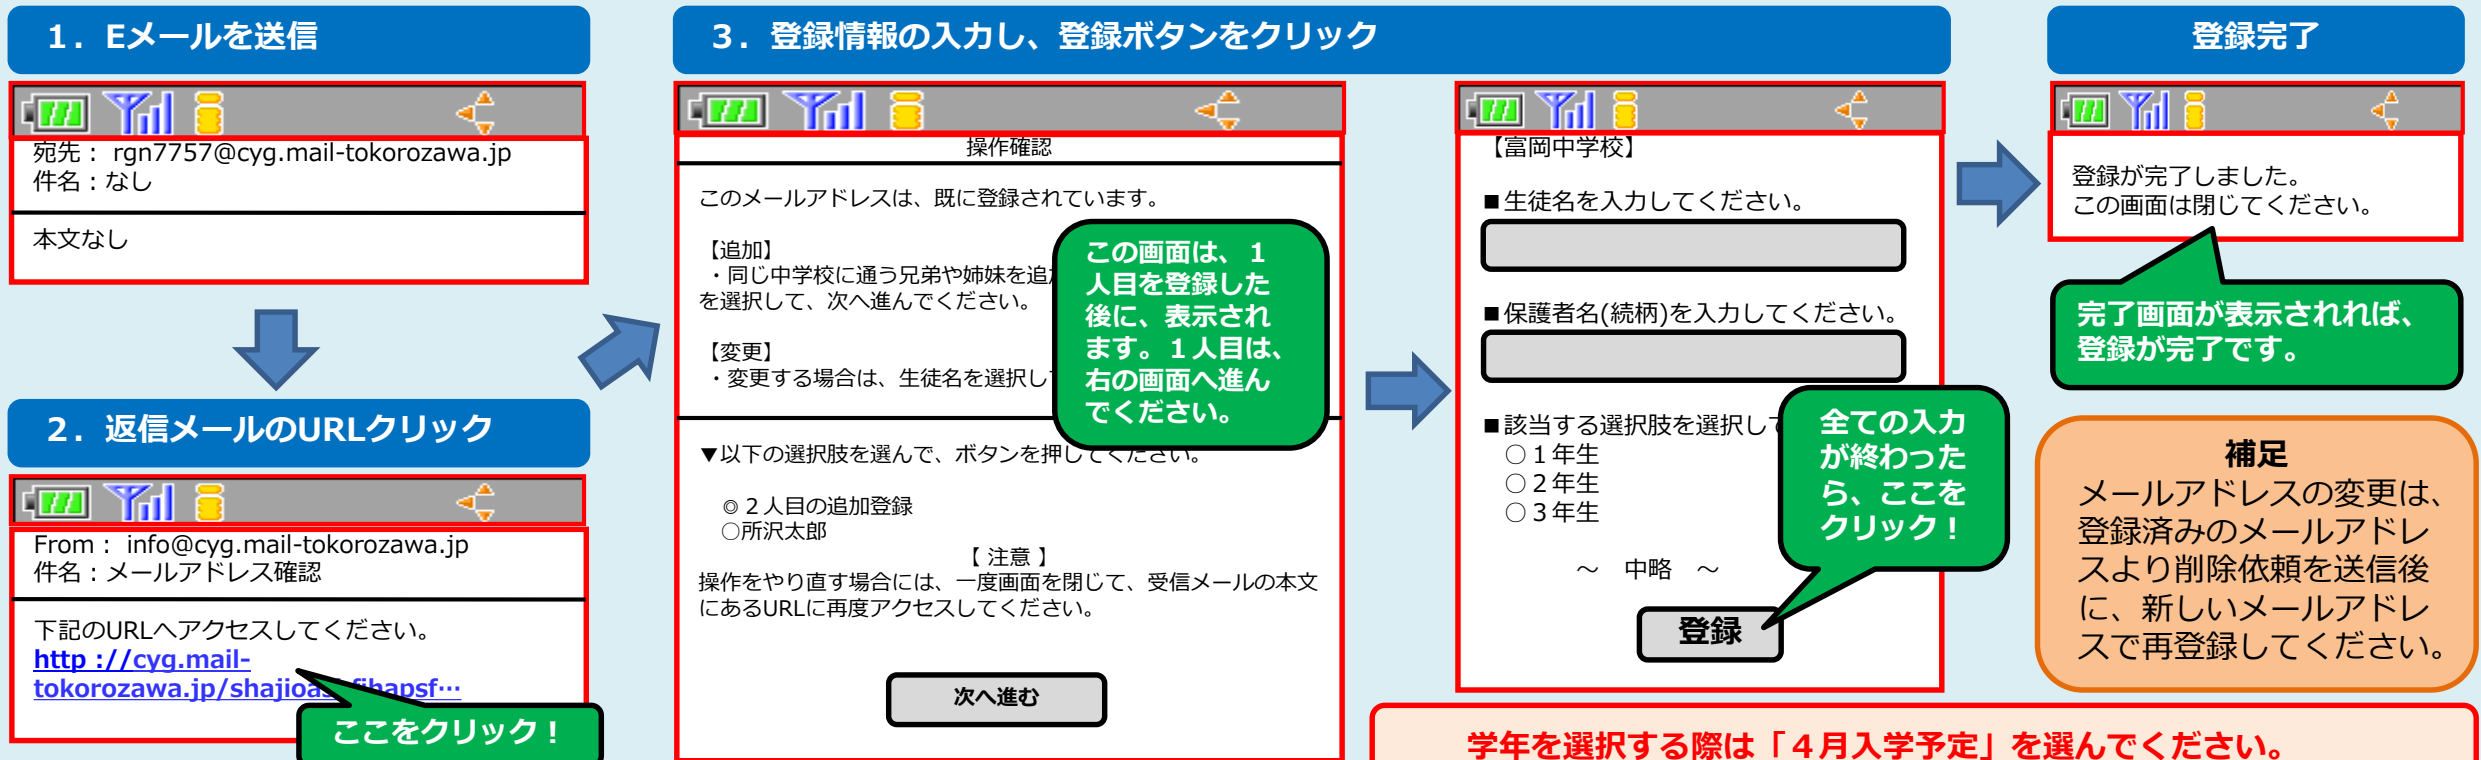 １．Eメールを送信
宛先： rgn7757@cyg.mail-tokorozawa.jp
件名：なし
本文なし
２．返信メールのURLクリック
From： info@cyg.mail-tokorozawa.jp
件名：メールアドレス確認
下記のURLへアクセスしてください。
http ://cyg.mail-
tokorozawa.jp/shajioas
ここをクリック！
３．登録情報の入力し、登録ボタンをクリック
操作確認
このメールアドレスは、既に登録されています。
【追加】
・同じ中学校に通う兄弟や姉妹を追加
を選択して、次へ進んでください。
【変更】
・変更する場合は、生徒名を選択して
この画面は、１
人目を登録した
後に、表示され
ます。１人目は、
右の画面へ進ん
でください。
▼以下の選択肢を選んで、ボタンを押してください。
◎２人目の追加登録
○所沢太郎
【 注意 】
操作をやり直す場合には、一度画面を閉じて、受信メールの本文
にあるURLに再度アクセスしてください。
次へ進む
【富岡中学校】
■生徒名を入力してください。
■保護者名(続柄)を入力してください。
■該当する選択肢を選択して
○１年生
○２年生
○３年生
～　中略　～
登録
全ての入力
が終わった
ら、ここを
クリック！
登録完了
登録が完了しました。
この画面は閉じてください。
完了画面が表示されれば、
登録が完了です。
補足
メールアドレスの変更は、
登録済みのメールアドレ
スより削除依頼を送信後
に、新しいメールアドレ
スで再登録してください。
学年を選択する際は「４月入学予定」を選んでください。